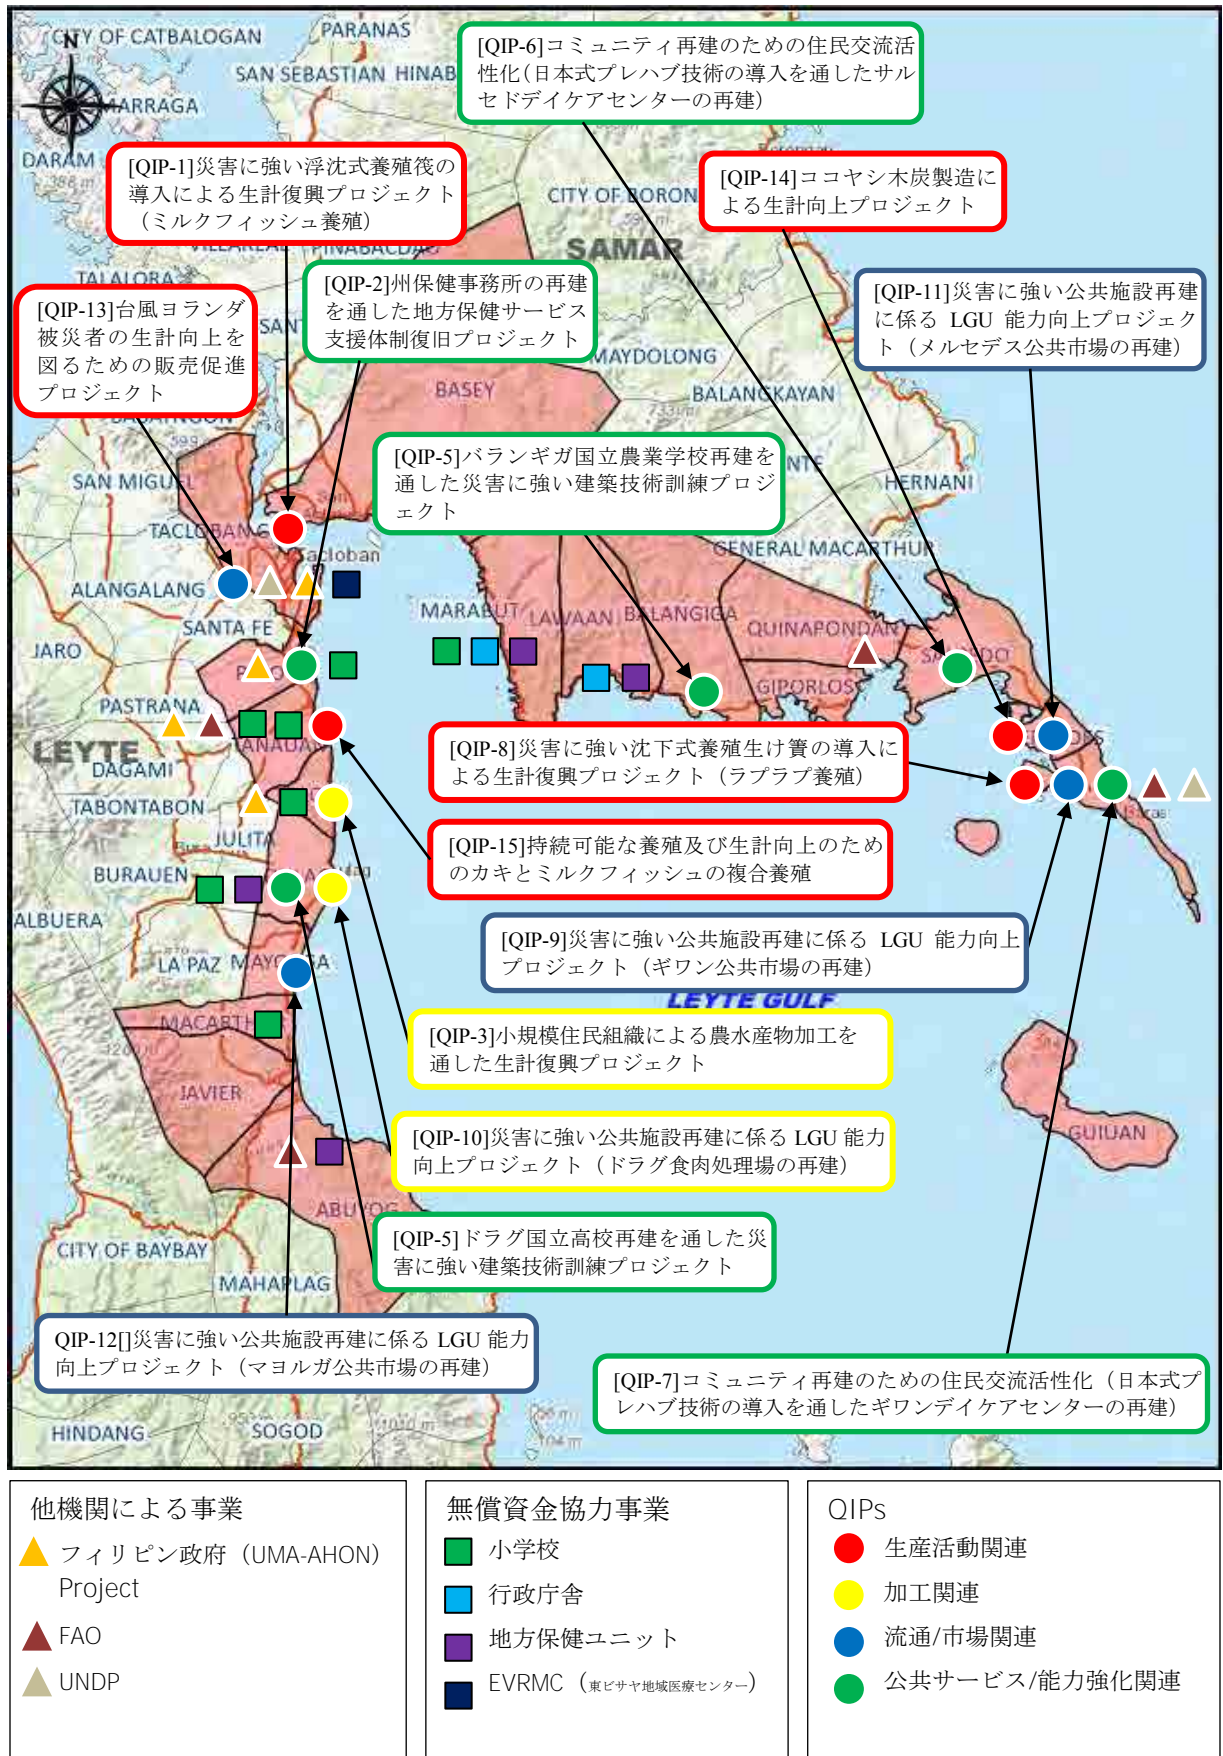 N
CITY OF CATBALOGAN
PARANAS
SAN SEBASTIAN
HINAB
MARRAGA
DARAM
[QIP-6]コミュニティ再建のための住民交流活
性化(日本式プレハブ技術の導入を通したサル
セドデイケアセンターの再建)
[QIP-1]災害に強い浮沈式養殖筏の
導入による生計復興プロジェクト
(ミルクフィッシュ養殖)
[QIP-14]ココヤシ木炭製造に
よる生計向上プロジェクト
CITY OF BORON
SAMAR
PINABACDAO
TALALORA
[QIP-2]州保健事務所の再建
を通した地方保健サービス
支援体制復旧プロジェクト
[QIP-11]災害に強い公共施設再建
に係る LGU 能力向上プロジェク
ト(メルセデス公共市場の再建)
[QIP-13]台風ヨランダ
被災者の生計向上を
図るための販売促進
プロジェクト
SAN
MAYDOLONG
BASEY
BALANGKAYAN
[QIP-5]バランギガ国立農業学校再建を
通した災害に強い建築技術訓練プロジ
ェクト
NTE
HERNANI
SAN MIGUEL
TACLOBAN
Tacloban
GENERAL MACARTHUR
ALANGALANG
SANTA FE
MARABUT
LAWAAN
BALANGIGA
QUINAPONDAN
JARO
GIPORLOS
PASTRANA
LEYTE
DAGAMI
[QIP-8]災害に強い沈下式養殖生け簀の導入に
よる生計復興プロジェクト(ラプラプ養殖)
TABONTABON
JULITA
[QIP-15]持続可能な養殖及び生計向上のため
のカキとミルクフィッシュの複合養殖
BURAUEN
ALBUERA
[QIP-9]災害に強い公共施設再建に係る LGU 能力向上
プロジェクト(ギワン公共市場の再建)
LA PAZ
LEYTE GULF
MACARTH
[QIP-3]小規模住民組織による農水産物加工を
通した生計復興プロジェクト
JAVIER
[QIP-10]災害に強い公共施設再建に係る LGU 能力
向上プロジェクト(ドラグ食肉処理場の再建)
GUIUAN
ABUYOG
[QIP-5]ドラグ国立高校再建を通した災
害に強い建築技術訓練プロジェクト
CITY OF BAYBAY
MAHAPLAG
QIP-12[]災害に強い公共施設再建に係る LGU 能力
向上プロジェクト(マヨルガ公共市場の再建)
[QIP-7]コミュニティ再建のための住民交流活性化(日本式プ
レハブ技術の導入を通したギワンデイケアセンターの再建)
HINDANG
SOGOD
他機関による事業
フィリピン政府(UMA-AHON)
Project
FAO
UNDP
無償資金協力事業
小学校
行政庁舎
地方保健ユニット
EVRMC(東ビサヤ地域医療センター)
QIPs
生産活動関連
加工関連
流通/市場関連
公共サービス/能力強化関連